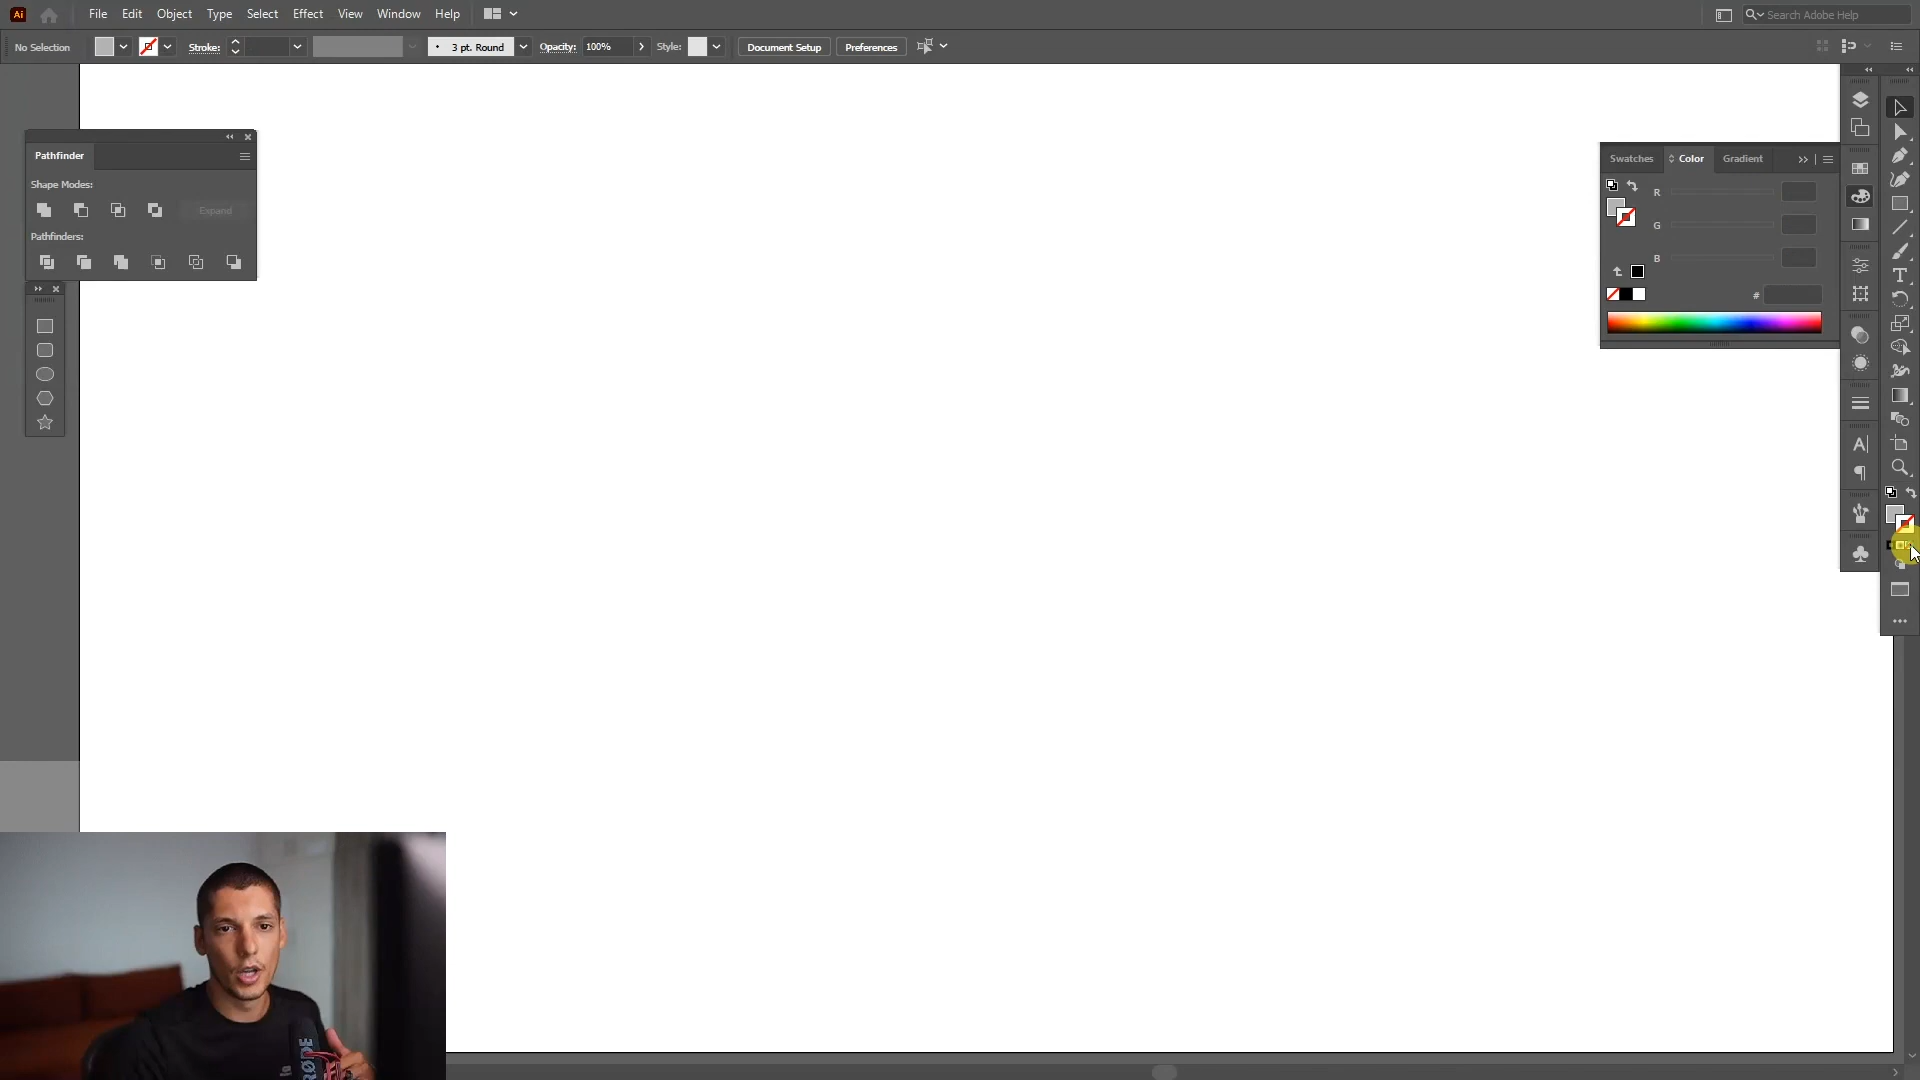 Ai File Edit Object Type Select Effect View Window Help Search Adobe Help
No Selection Stroke: 3 pt. Round Opacity: 100% Style: Document Setup Preferences
Pathfinder
Shape Modes:
Expand
Pathfinders:
Swatches Color Gradient
R
G
B
#
RØDE